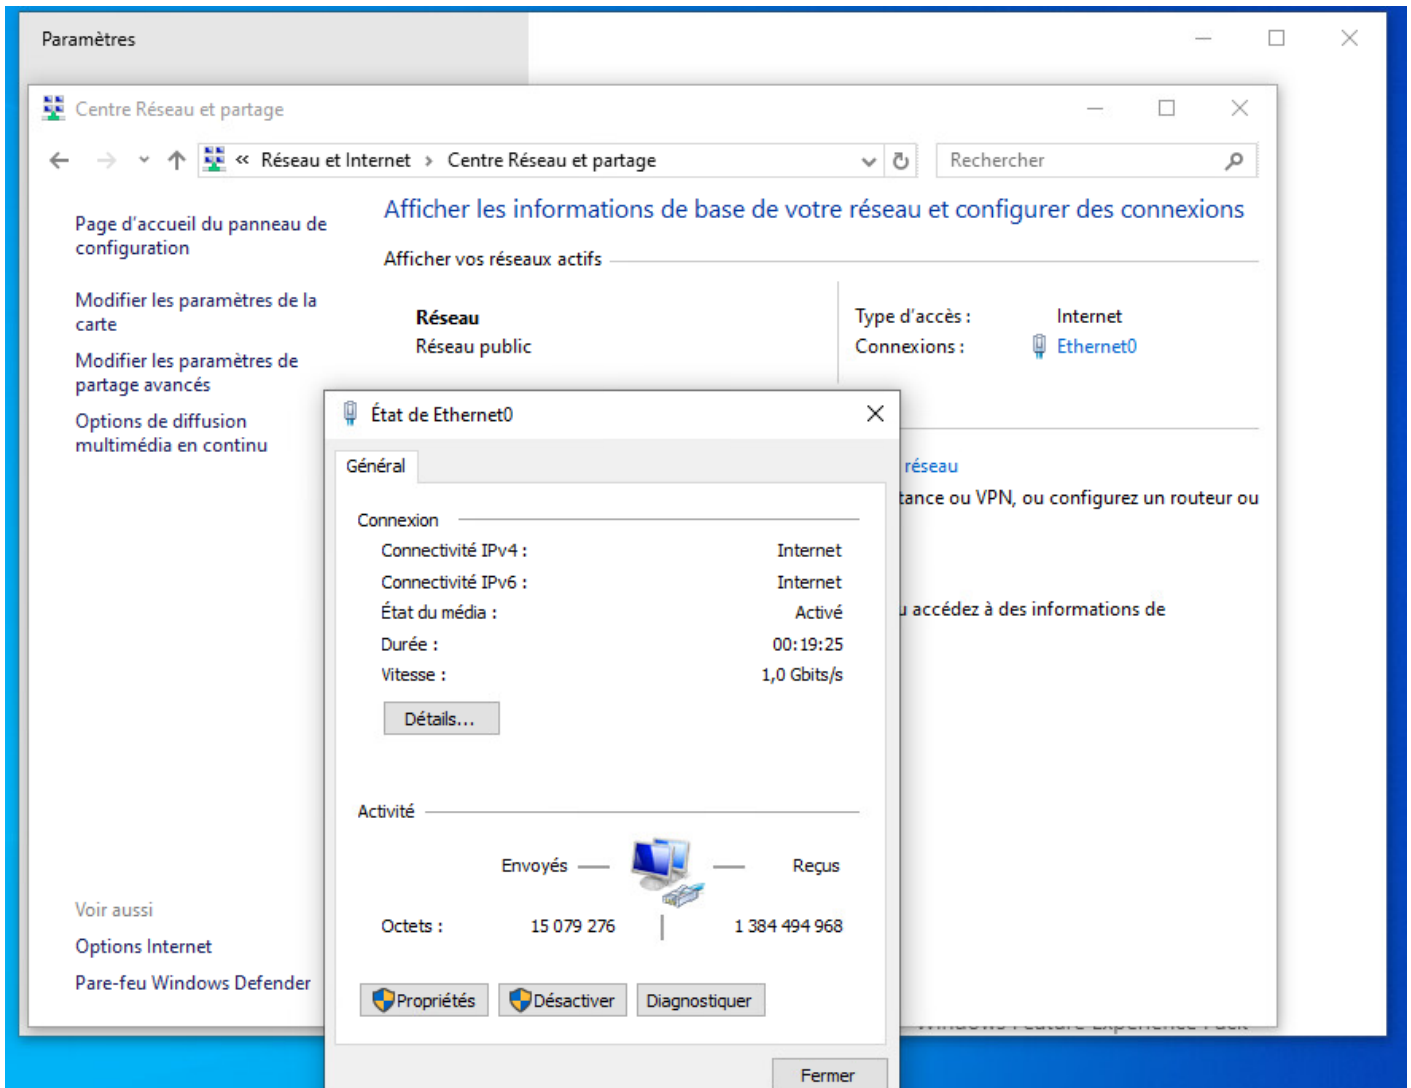 Paramètres
Centre Réseau et partage
« Réseau et Internet › Centre Réseau et partage
Rechercher
Page d'accueil du panneau de
configuration
Modifier les paramètres de la
carte
Modifier les paramètres de
partage avancés
Options de diffusion
multimédia en continu
Afficher les informations de base de votre réseau et configurer des connexions
Afficher vos réseaux actifs
Réseau
Réseau public
Type d'accès : Internet
Connexions : Ethernet0
réseau
tance ou VPN, ou configurez un routeur ou
accédez à des informations de
État de Ethernet0
Général
Connexion
Connectivité IPv4 : Internet
Connectivité IPv6 : Internet
État du média : Activé
Durée : 00:19:25
Vitesse : 1,0 Gbits/s
Détails...
Activité
Envoyés — Reçus
Octets : 15 079 276 | 1 384 494 968
Propriétés Désactiver Diagnostiquer
Fermer
Voir aussi
Options Internet
Pare-feu Windows Defender